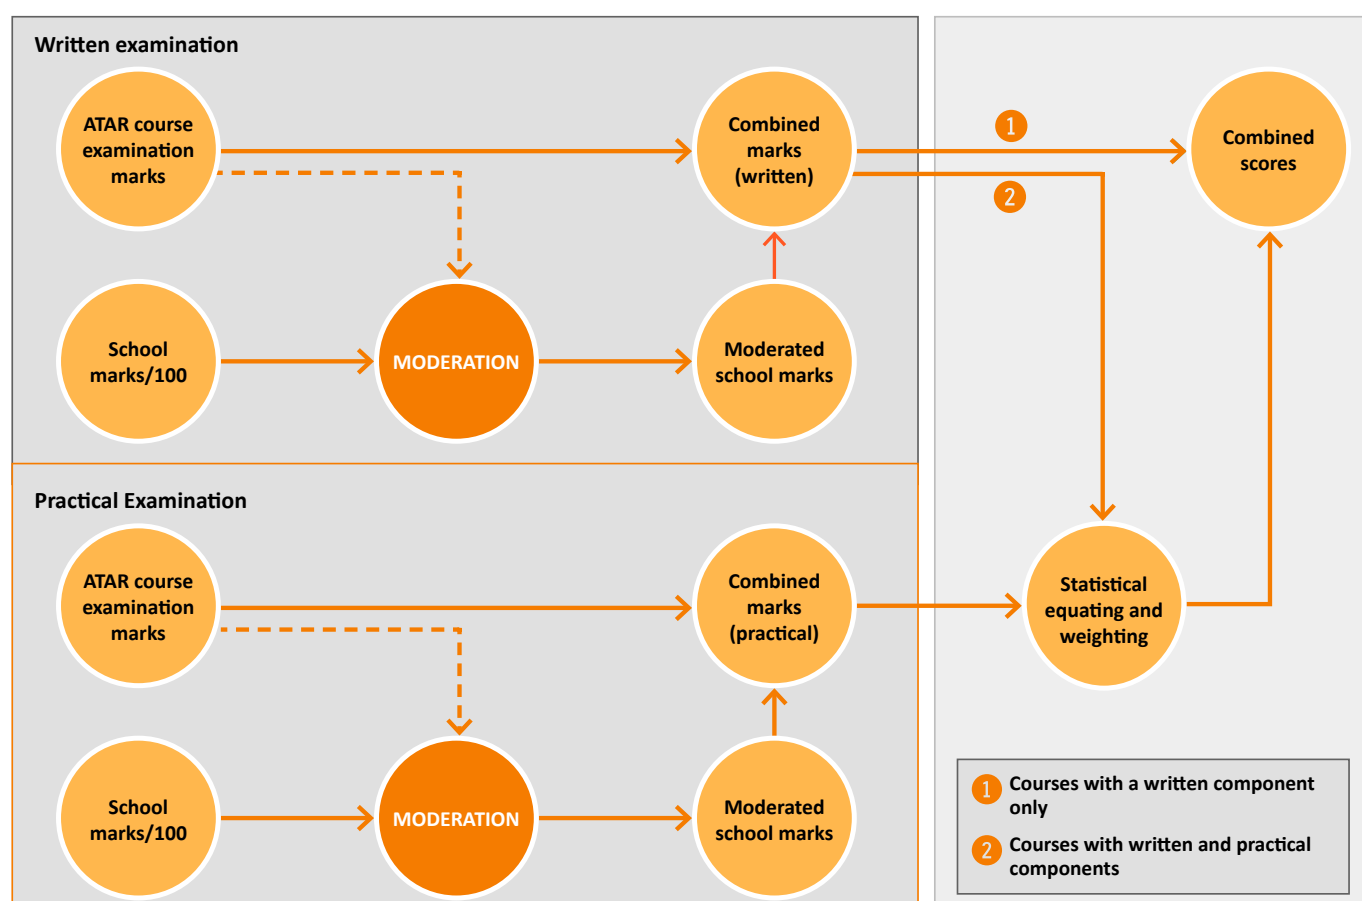 Written examination
ATAR course
examination
marks
Combined
marks
(written)
1
2
Combined
scores
School
marks/100
MODERATION
Moderated
school marks
Practical Examination
ATAR course
examination
marks
Combined
marks
(practical)
Statistical
equating and
weighting
School
marks/100
MODERATION
Moderated
school marks
1 Courses with a written component
only
2 Courses with written and practical
components